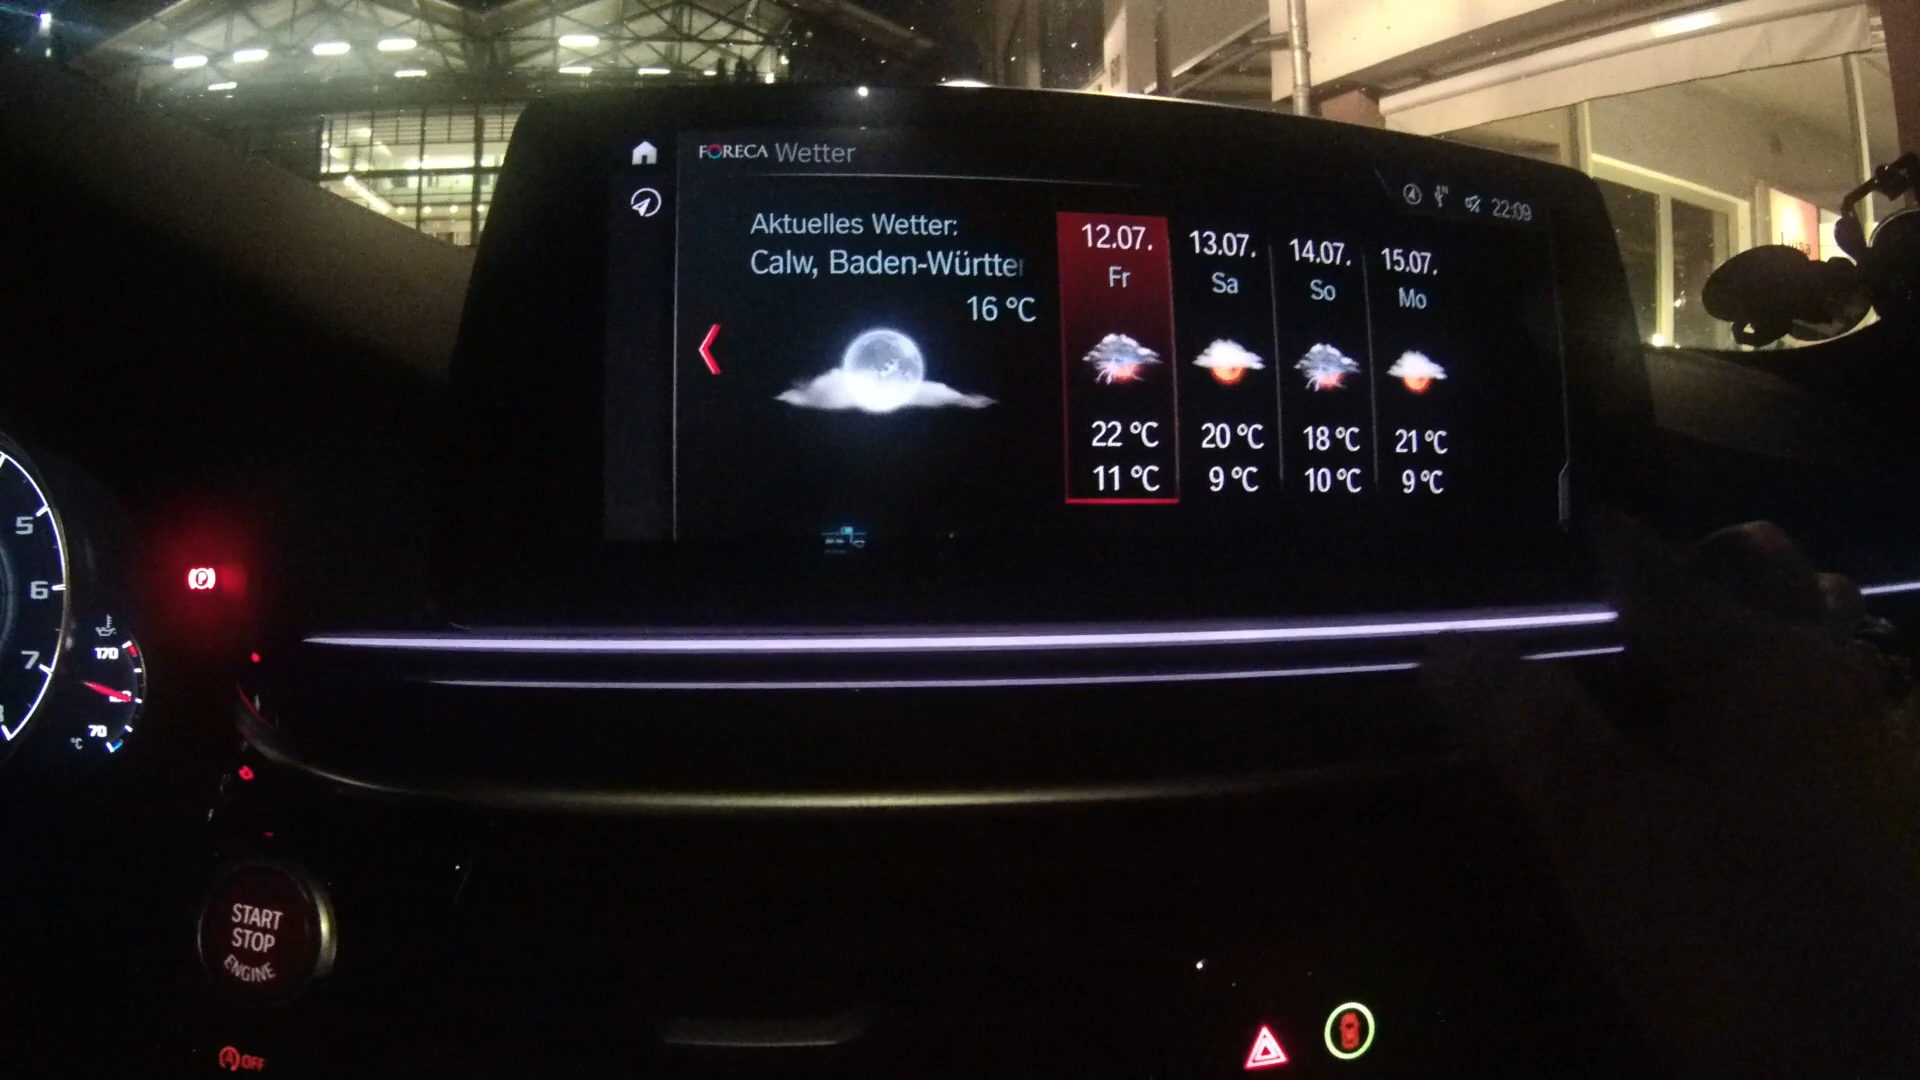 FORECA Wetter
22:09
Aktuelles Wetter:
Calw, Baden-Württe
16 °C
12.07.
Fr
22 °C
11 °C
13.07.
Sa
20 °C
9 °C
14.07.
So
18 °C
10 °C
15.07.
Mo
21 °C
9 °C
5
6
7
170
70
°C
P
START
STOP
ENGINE
A OFF